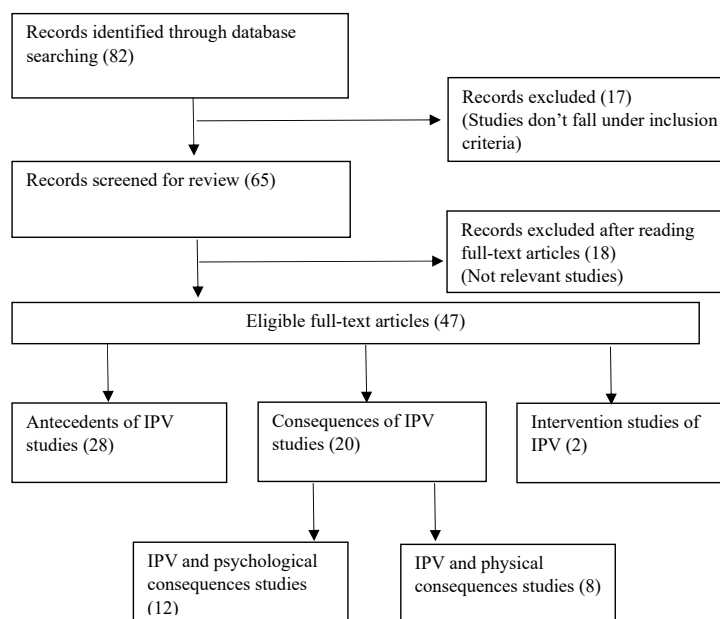 Records identified through database
searching (82)
Records excluded (17)
(Studies don't fall under inclusion
criteria)
Records screened for review (65)
Records excluded after reading
full-text articles (18)
(Not relevant studies)
Eligible full-text articles (47)
Antecedents of IPV
studies (28)
Consequences of IPV
studies (20)
Intervention studies of
IPV (2)
IPV and psychological
consequences studies
(12)
IPV and physical
consequences studies (8)